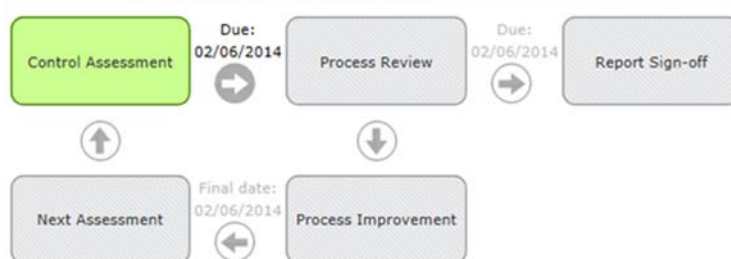 Control Assessment
Due:
02/06/2014
Process Review
Due:
02/06/2014
Report Sign-off
Next Assessment
Final date:
02/06/2014
Process Improvement